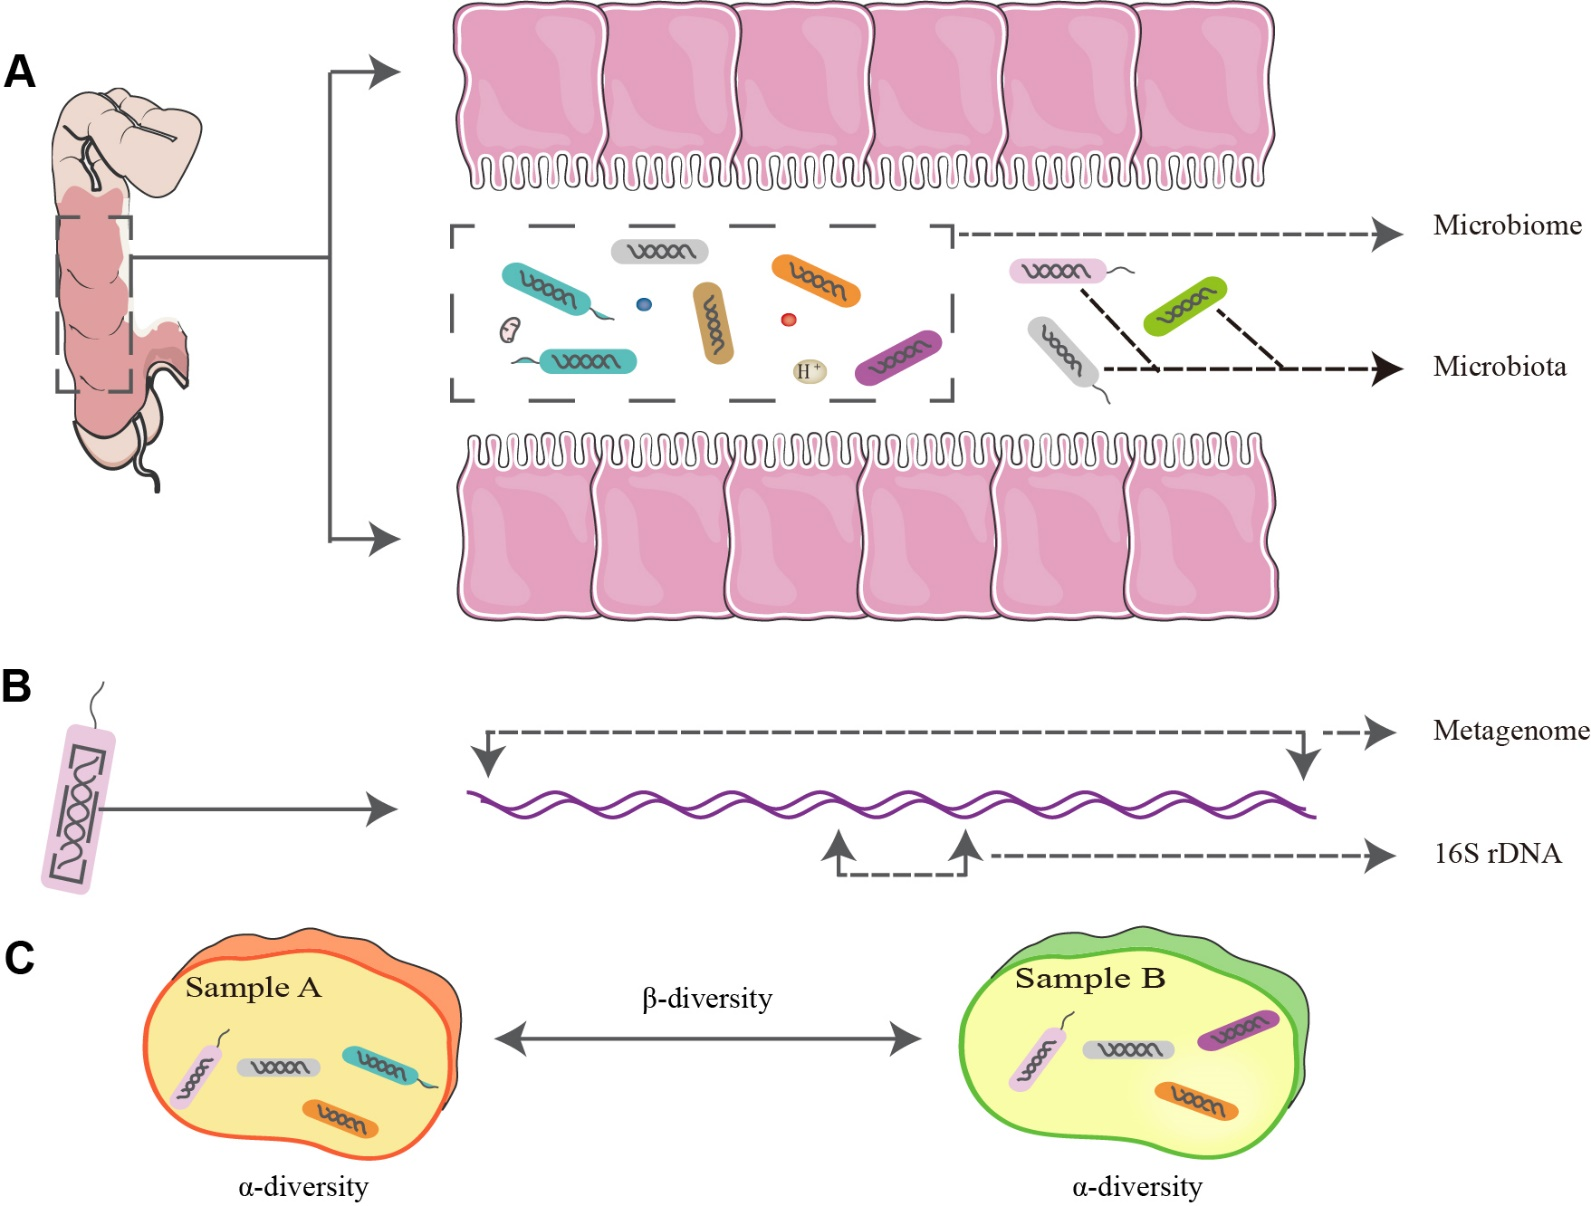 A
Microbiome
H+
Microbiota
B
Metagenome
16S rDNA
C
Sample A
β-diversity
Sample B
α-diversity
α-diversity